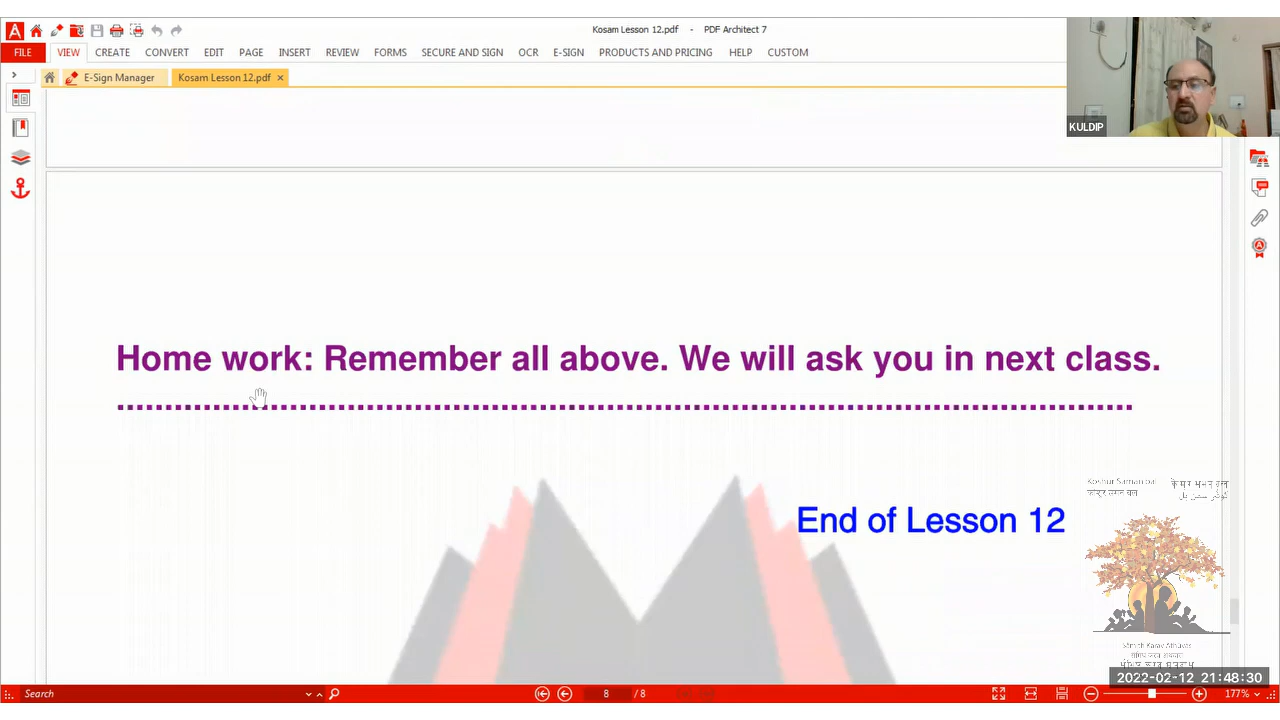 Kosam Lesson 12.pdf - PDF Architect 7
FILE VIEW CREATE CONVERT EDIT PAGE INSERT REVIEW FORMS SECURE AND SIGN OCR E-SIGN PRODUCTS AND PRICING HELP CUSTOM
E-Sign Manager Kosam Lesson 12.pdf ×
KULDIP
Home work: Remember all above. We will ask you in next class.
End of Lesson 12
Koshur Samanbal
2022-02-12 21:48:30
Search 8 / 8 177%